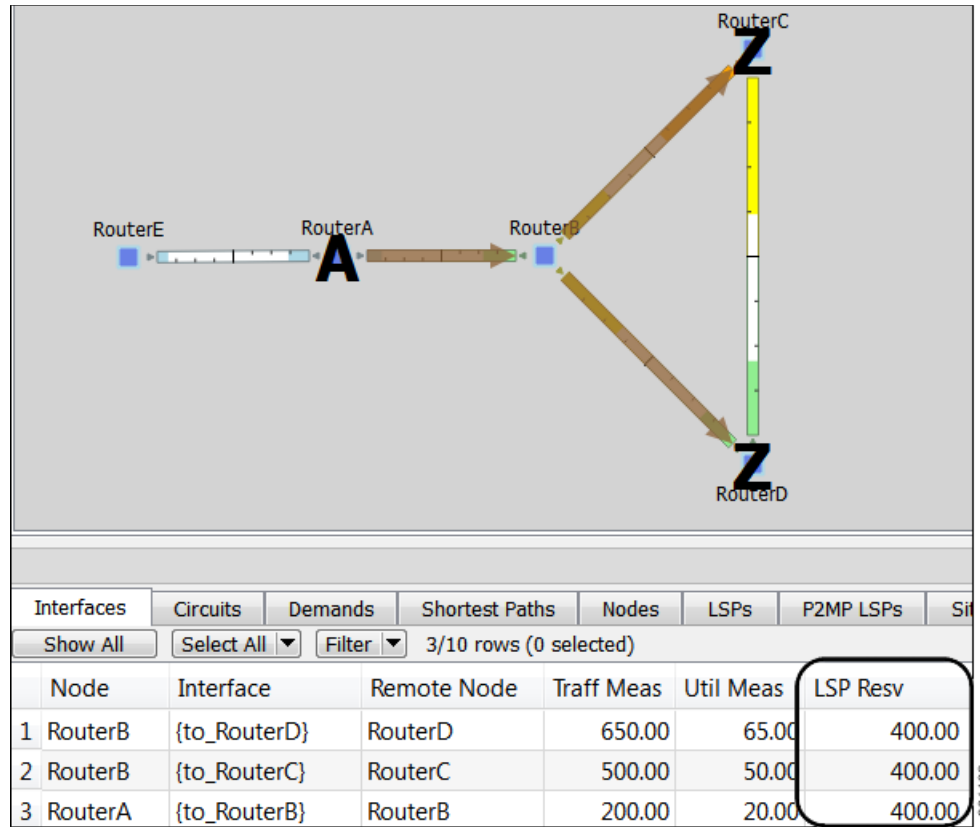 RouterC
Z
RouterE
RouterA
RouterB
A
Z
RouterD
Interfaces Circuits Demands Shortest Paths Nodes LSPs P2MP LSPs
Show All Select All Filter 3/10 rows (0 selected)
Node Interface Remote Node Traff Meas Util Meas LSP Resv
1 RouterB {to_RouterD} RouterD 650.00 65.00 400.00
2 RouterB {to_RouterC} RouterC 500.00 50.00 400.00
3 RouterA {to_RouterB} RouterB 200.00 20.00 400.00